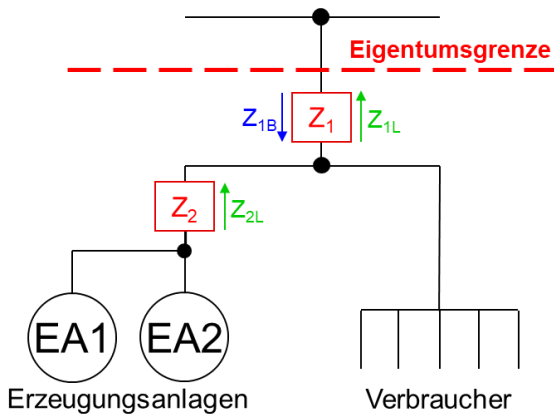 Eigentumsgrenze
Z1B Z1 Z1L
Z2 Z2L
EA1 EA2
Erzeugungsanlagen Verbraucher